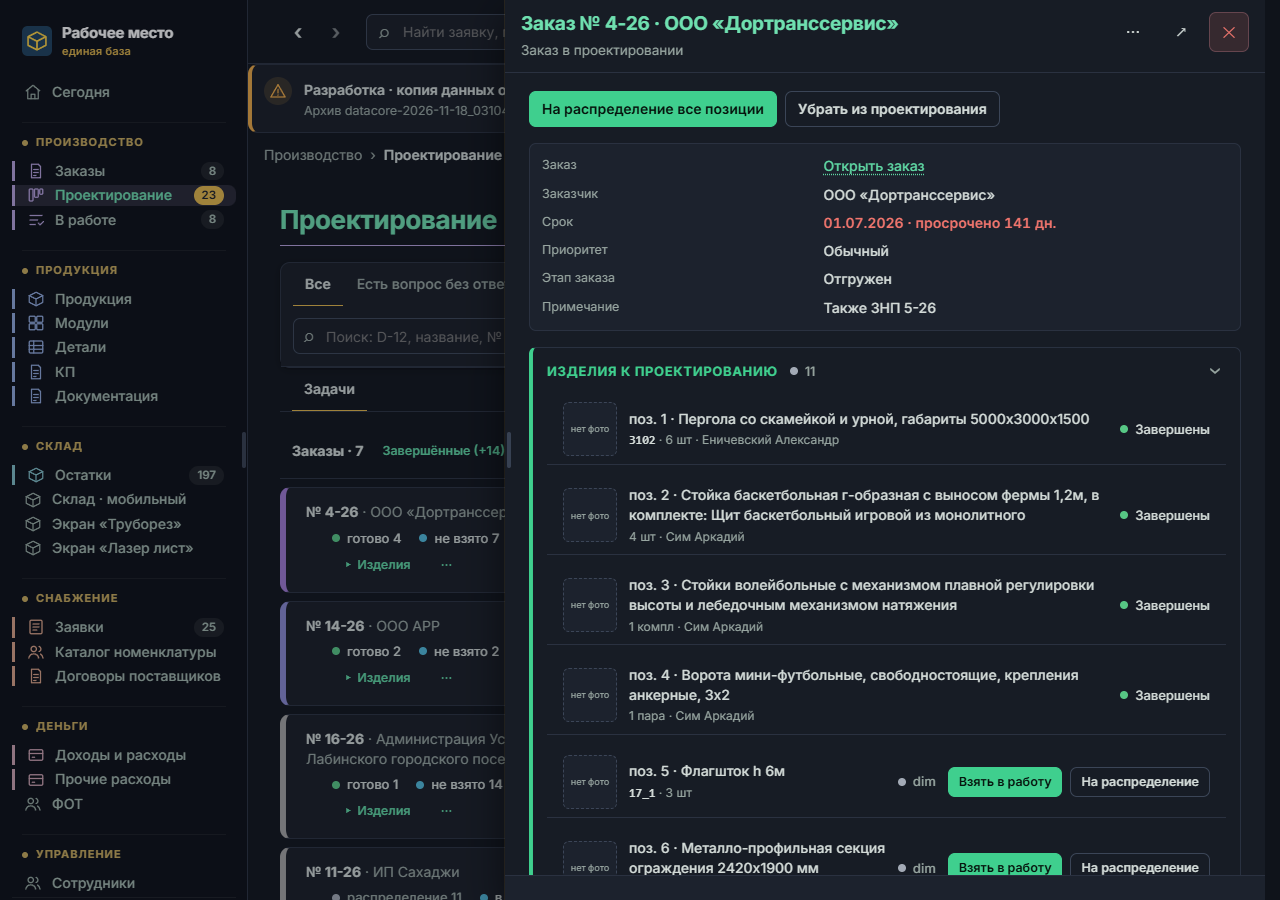 Рабочее место
единая база
Сегодня
ПРОИЗВОДСТВО
Заказы 8
Проектирование 23
В работе 8
ПРОДУКЦИЯ
Продукция
Модули
Детали
КП
Документация
СКЛАД
Остатки 197
Склад · мобильный
Экран «Труборез»
Экран «Лазер лист»
СНАБЖЕНИЕ
Заявки 25
Каталог номенклатуры
Договоры поставщиков
ДЕНЬГИ
Доходы и расходы
Прочие расходы
ФОТ
УПРАВЛЕНИЕ
Сотрудники
Найти заявку,
Разработка · копия данных о
Архив datacore-2026-11-18_03104
Производство › Проектирование
Проектирование
Все Есть вопрос без отве
Поиск: D-12, название, №
Задачи
Заказы · 7 Завершённые (+14)
№ 4-26 · ООО «Дортранссер
готово 4 не взято 7
▸ Изделия ···
№ 14-26 · ООО АРР
готово 2 не взято 2
▸ Изделия ···
№ 16-26 · Администрация Ус
Лабинского городского посе
готово 1 не взято 14
▸ Изделия ···
№ 11-26 · ИП Сахаджи
распределение 11 в
Заказ № 4-26 · ООО «Дортранссервис»
Заказ в проектировании
На распределение все позиции Убрать из проектирования
Заказ Открыть заказ
Заказчик ООО «Дортранссервис»
Срок 01.07.2026 · просрочено 141 дн.
Приоритет Обычный
Этап заказа Отгружен
Примечание Также ЗНП 5-26
ИЗДЕЛИЯ К ПРОЕКТИРОВАНИЮ 11
нет фото
поз. 1 · Пергола со скамейкой и урной, габариты 5000х3000х1500
3102 · 6 шт · Еничевский Александр
Завершены
нет фото
поз. 2 · Стойка баскетбольная г-образная с выносом фермы 1,2м, в
комплекте: Щит баскетбольный игровой из монолитного
4 шт · Сим Аркадий
Завершены
нет фото
поз. 3 · Стойки волейбольные с механизмом плавной регулировки
высоты и лебедочным механизмом натяжения
1 компл · Сим Аркадий
Завершены
нет фото
поз. 4 · Ворота мини-футбольные, свободностоящие, крепления
анкерные, 3х2
1 пара · Сим Аркадий
Завершены
нет фото
поз. 5 · Флагшток h 6м
17_1 · 3 шт
dim Взять в работу На распределение
нет фото
поз. 6 · Металло-профильная секция
ограждения 2420х1900 мм
dim Взять в работу На распределение